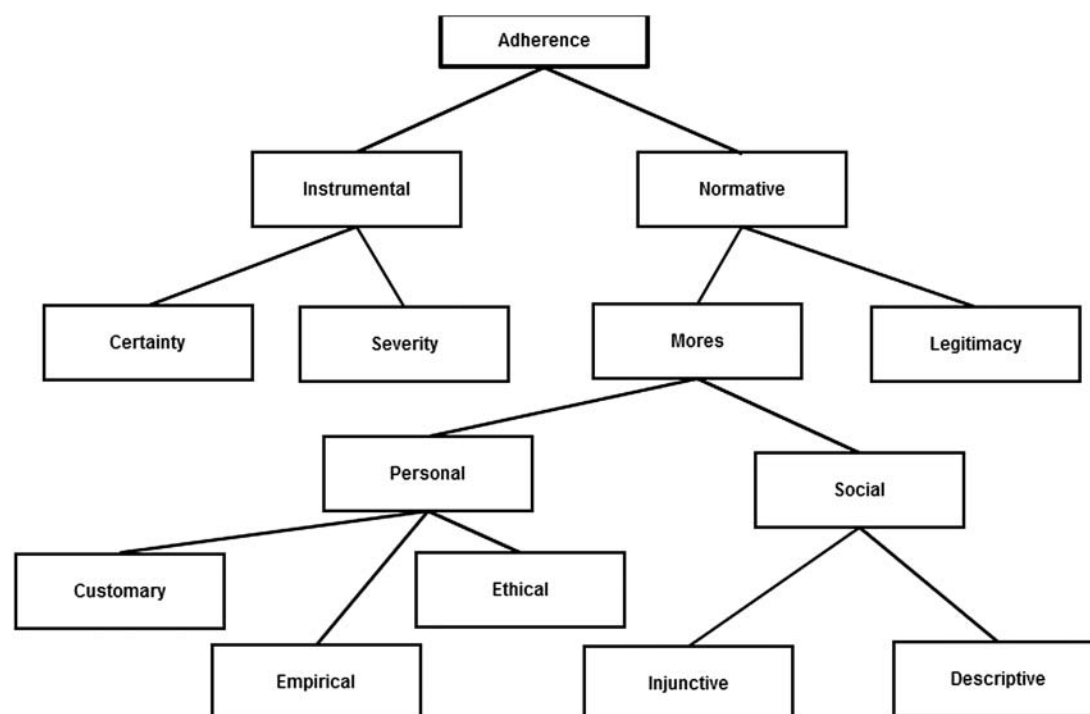 Adherence
Instrumental
Normative
Certainty
Severity
Mores
Legitimacy
Personal
Social
Customary
Ethical
Empirical
Injunctive
Descriptive